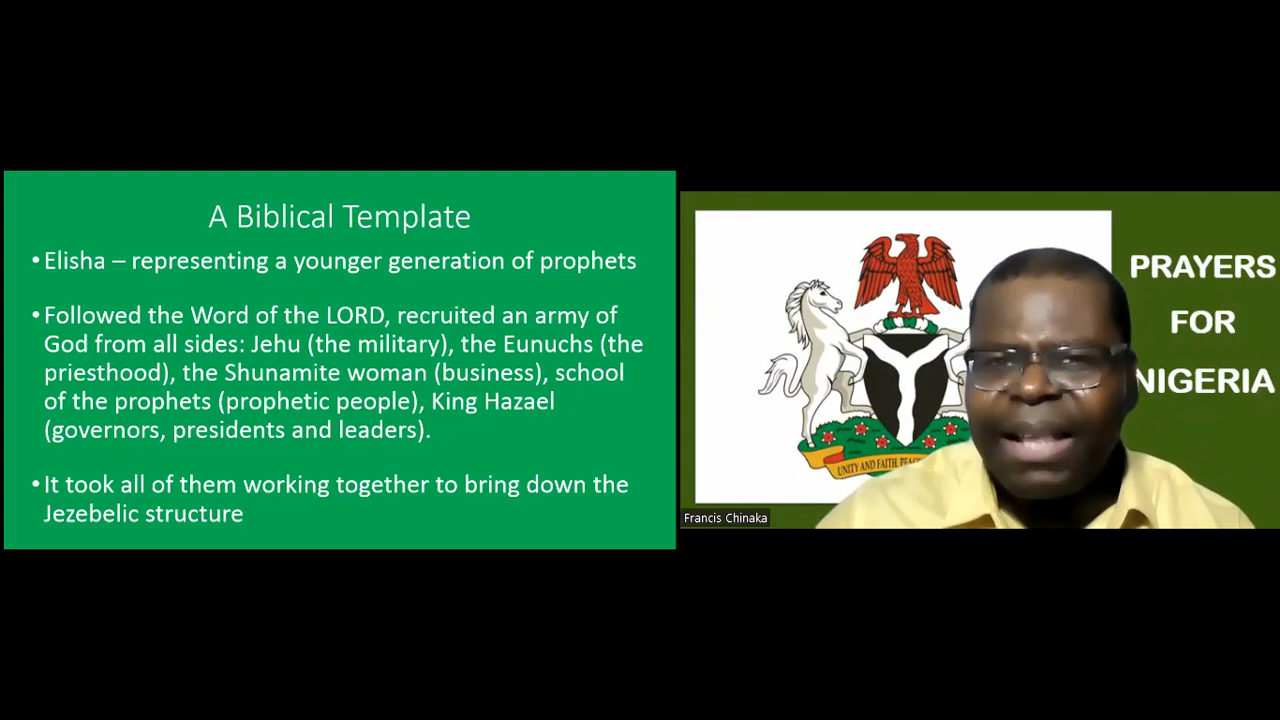 A Biblical Template
• Elisha – representing a younger generation of prophets
• Followed the Word of the LORD, recruited an army of
God from all sides: Jehu (the military), the Eunuchs (the
priesthood), the Shunamite woman (business), school
of the prophets (prophetic people), King Hazael
(governors, presidents and leaders).
• It took all of them working together to bring down the
Jezebelic structure
PRAYERS
FOR
NIGERIA
UNITY AND FAITH,
Francis Chinaka